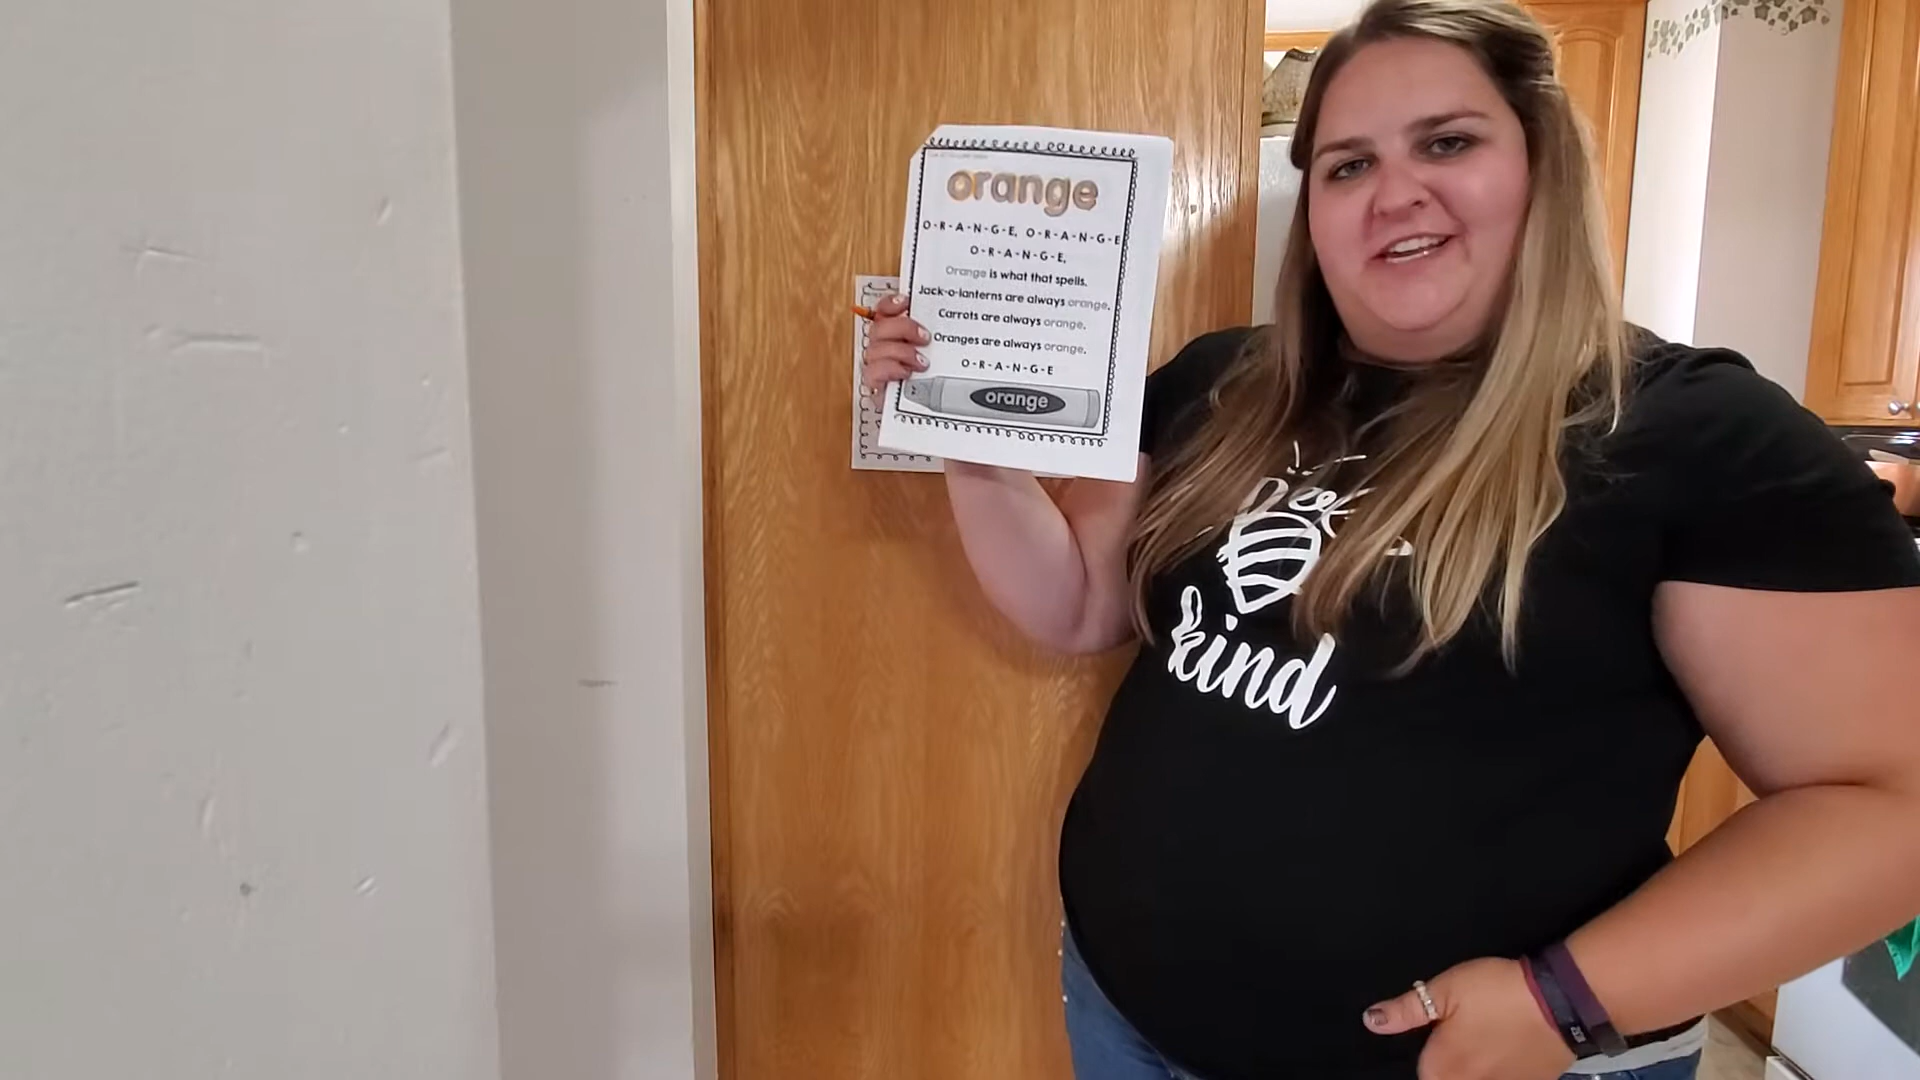 orange
O-R-A-N-G-E, O-R-A-N-G-E
O-R-A-N-G-E,
Orange is what that spells.
Jack-o-lanterns are always orange.
Carrots are always orange.
Oranges are always orange.
O-R-A-N-G-E
orange
kind